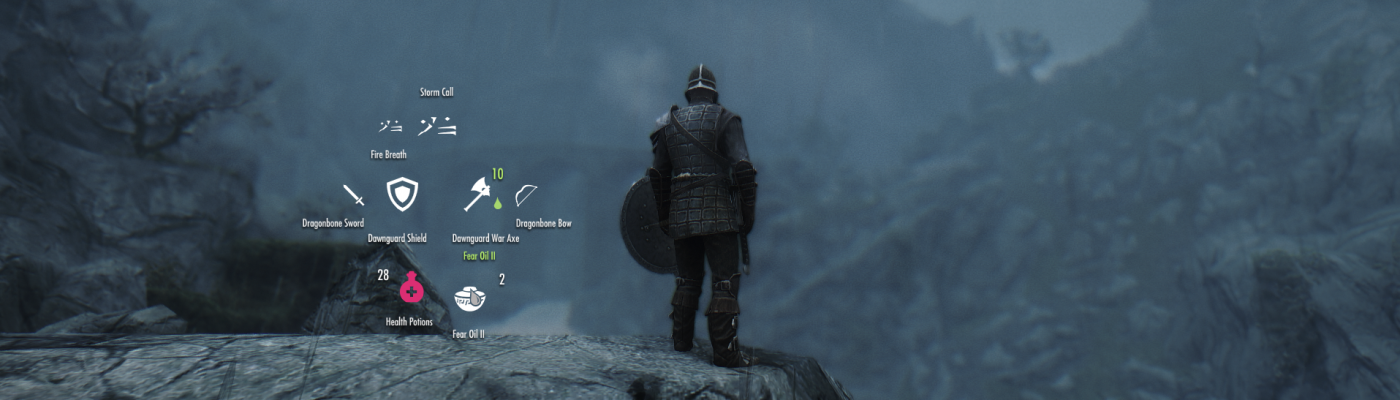 Storm Call
Fire Breath
10
Dragonbone Sword
Dragonbone Bow
Dawnguard Shield
Dawnguard War Axe
Fear Oil II
28
2
Health Potions
Fear Oil II